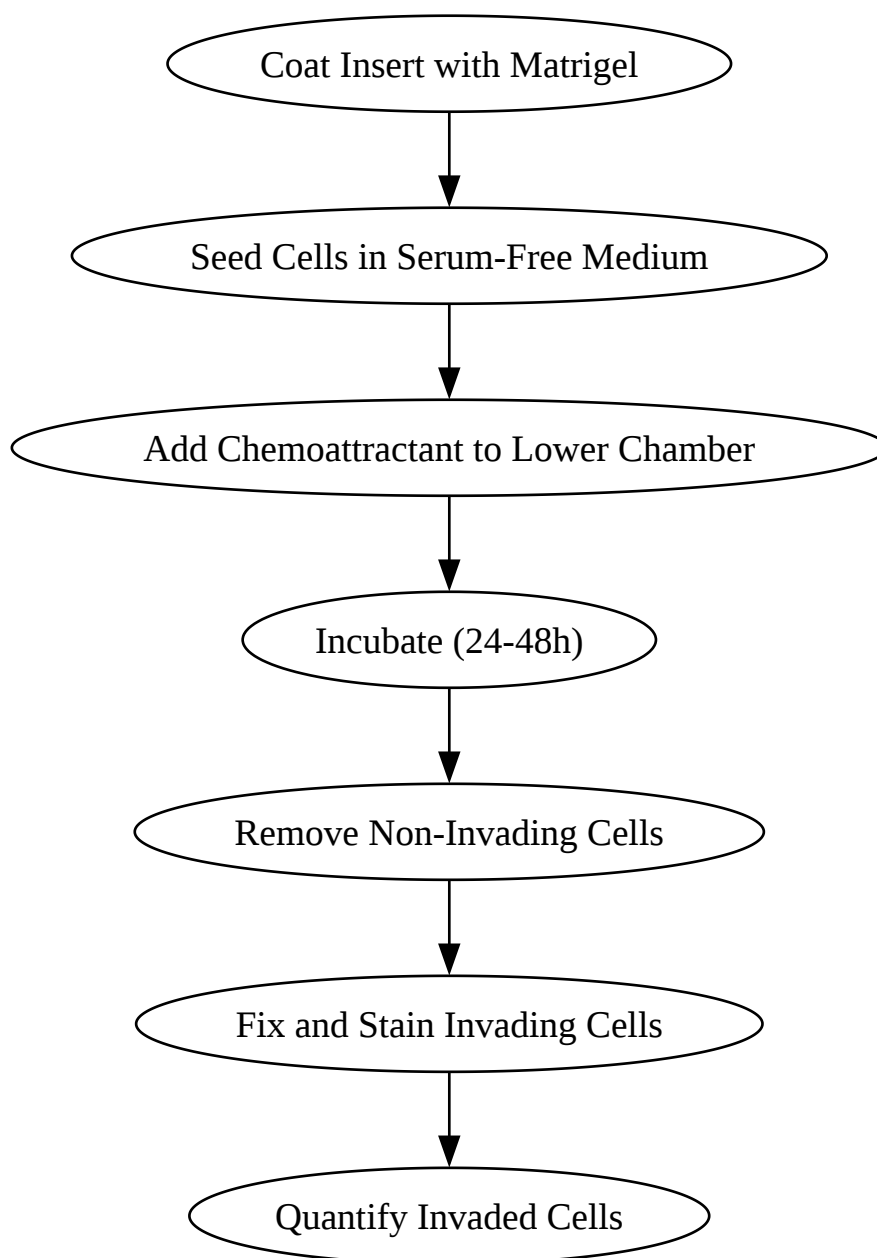 Coat Insert with Matrigel
Seed Cells in Serum-Free Medium
Add Chemoattractant to Lower Chamber
Incubate (24-48h)
Remove Non-Invading Cells
Fix and Stain Invading Cells
Quantify Invaded Cells